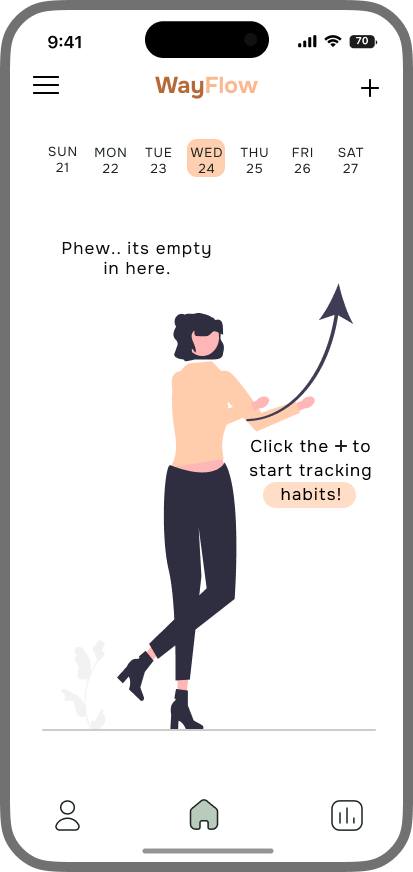 9:41 70
WayFlow
SUN MON TUE WED THU FRI SAT
21 22 23 24 25 26 27
Phew.. its empty
in here.
Click the + to
start tracking
habits!